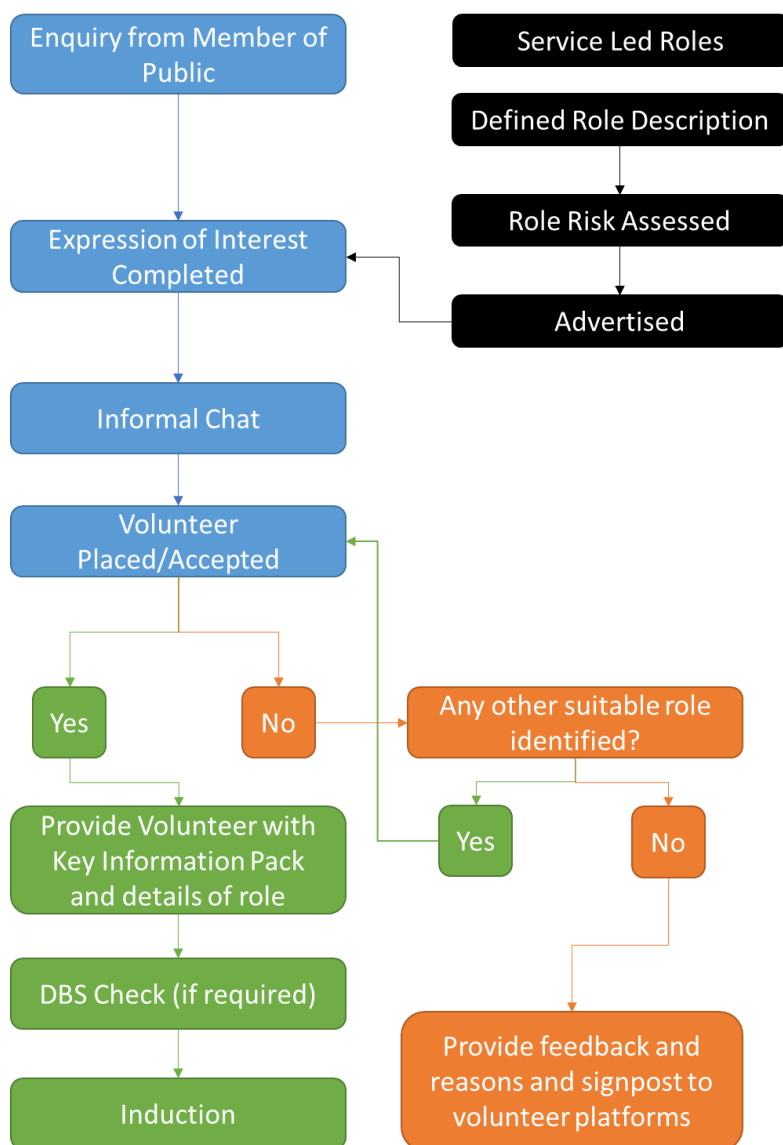 Enquiry from Member of
Public
Service Led Roles
Defined Role Description
Role Risk Assessed
Advertised
Expression of Interest
Completed
Informal Chat
Volunteer
Placed/Accepted
Yes
No
Any other suitable role
identified?
Yes
No
Provide Volunteer with
Key Information Pack
and details of role
DBS Check (if required)
Induction
Provide feedback and
reasons and signpost to
volunteer platforms